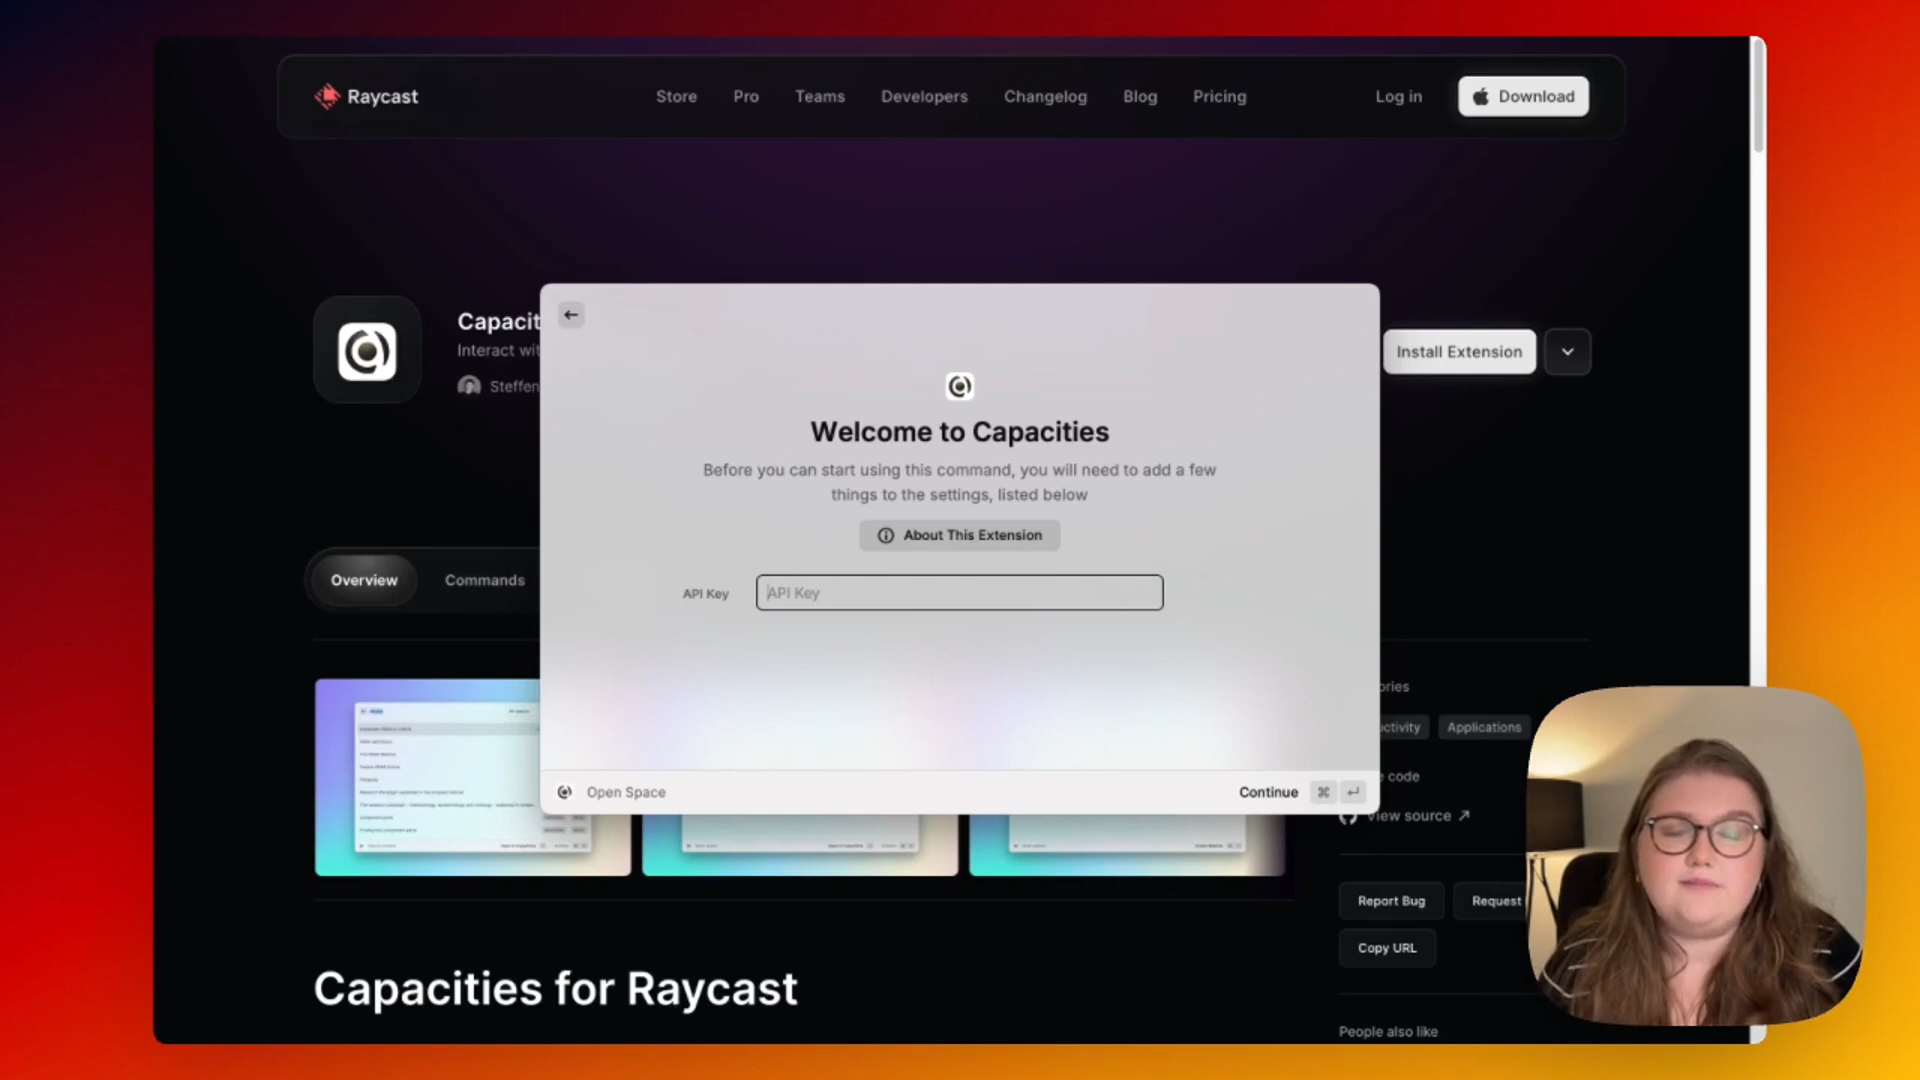 Raycast
Store
Pro
Teams
Developers
Changelog
Blog
Pricing
Log in
Download
Capacit
Interact wit
Steffen
Install Extension
Welcome to Capacities
Before you can start using this command, you will need to add a few
things to the settings, listed below
About This Extension
API Key
API Key
Overview
Commands
ories
ctivity
Applications
e code
View source
Open Space
Continue
Report Bug
Request
Copy URL
Capacities for Raycast
People also like